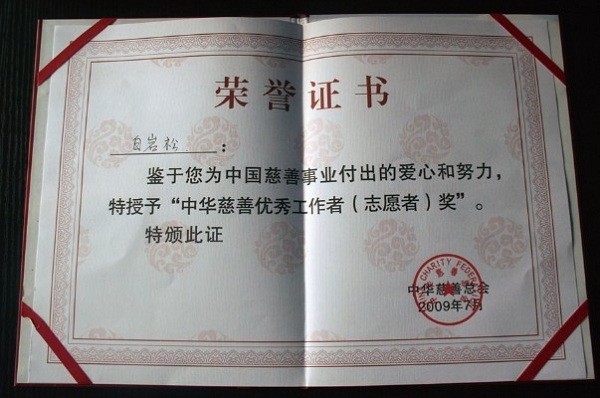 荣誉证书
白岩松：
鉴于您为中国慈善事业付出的爱心和努力，
特授予“中华慈善优秀工作者（志愿者）奖”。
特颁此证
CHARITY FEDER
中华慈善总会
2009年7月